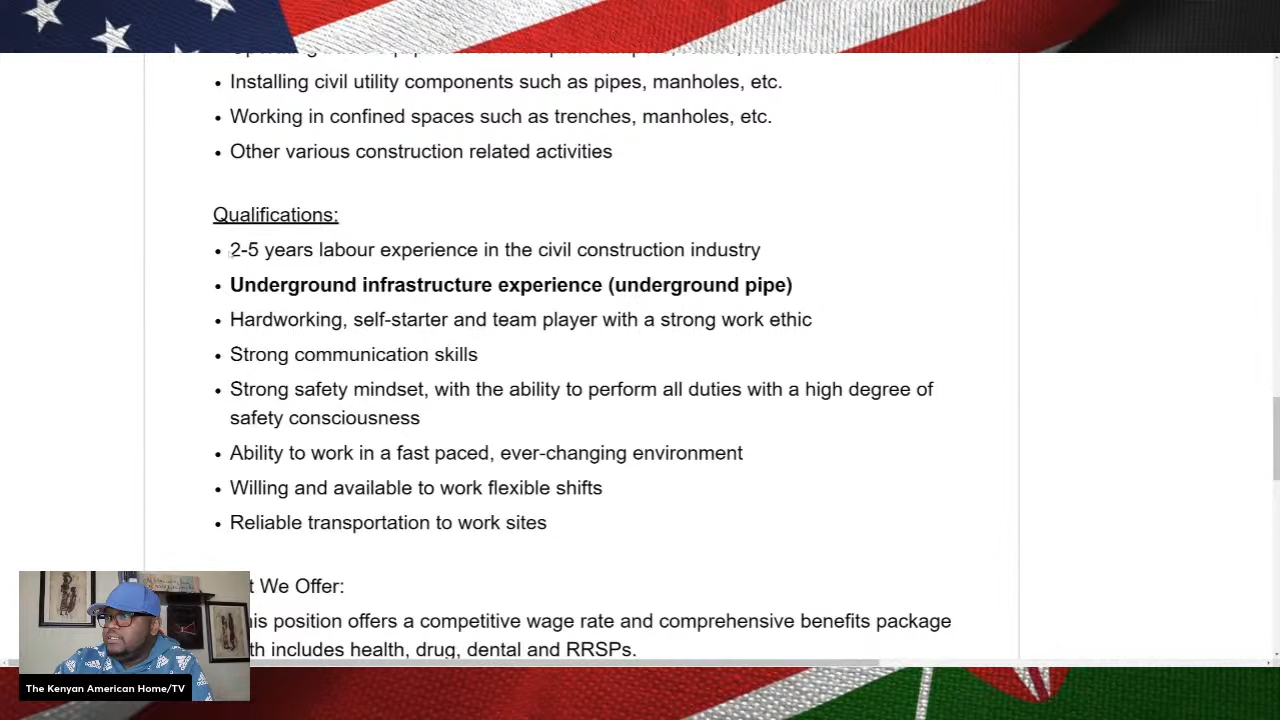 Installing civil utility components such as pipes, manholes, etc.
Working in confined spaces such as trenches, manholes, etc.
Other various construction related activities
Qualifications:
2-5 years labour experience in the civil construction industry
Underground infrastructure experience (underground pipe)
Hardworking, self-starter and team player with a strong work ethic
Strong communication skills
Strong safety mindset, with the ability to perform all duties with a high degree of
safety consciousness
Ability to work in a fast paced, ever-changing environment
Willing and available to work flexible shifts
Reliable transportation to work sites
We Offer:
position offers a competitive wage rate and comprehensive benefits package
includes health, drug, dental and RRSPs.
The Kenyan American Home/TV